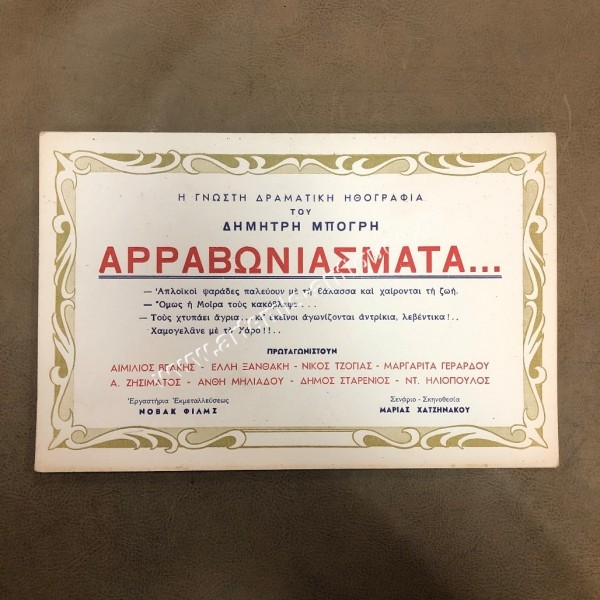 Η ΓΝΩΣΤΗ ΔΡΑΜΑΤΙΚΗ ΗΘΟΓΡΑΦΙΑ
ΤΟΥ
ΔΗΜΗΤΡΗ ΜΠΟΓΡΗ
ΑΡΡΑΒΩΝΙΑΣΜΑΤΑ...
— Ἁπλοϊκοὶ ψαράδες παλεύουν μὲ τὴ θάλασσα καὶ χαίρονται τὴ ζωή.
— Ὅμως ἡ Μοῖρα τοὺς κακόβλεψε....
— Τοὺς χτυπάει ἄγρια... κι ἐκεῖνοι ἀγωνίζονται ἀντρίκια, λεβέντικα!..
Χαμογελᾶνε μὲ τὸ Χάρο!!..
ΠΡΩΤΑΓΩΝΙΣΤΟΥΝ
ΑΙΜΙΛΙΟΣ ΒΕΑΚΗΣ - ΕΛΛΗ ΞΑΝΘΑΚΗ - ΝΙΚΟΣ ΤΖΟΓΙΑΣ - ΜΑΡΓΑΡΙΤΑ ΓΕΡΑΡΔΟΥ
Α. ΖΗΣΙΜΑΤΟΣ - ΑΝΘΗ ΜΗΛΙΑΔΟΥ - ΔΗΜΟΣ ΣΤΑΡΕΝΙΟΣ - ΝΤ. ΗΛΙΟΠΟΥΛΟΣ
Ἐργαστήρια Ἐκμεταλλεύσεως
ΝΟΒΑΚ ΦΙΛΜΣ
Σενάριο - Σκηνοθεσία
ΜΑΡΙΑΣ ΧΑΤΖΗΝΑΚΟΥ